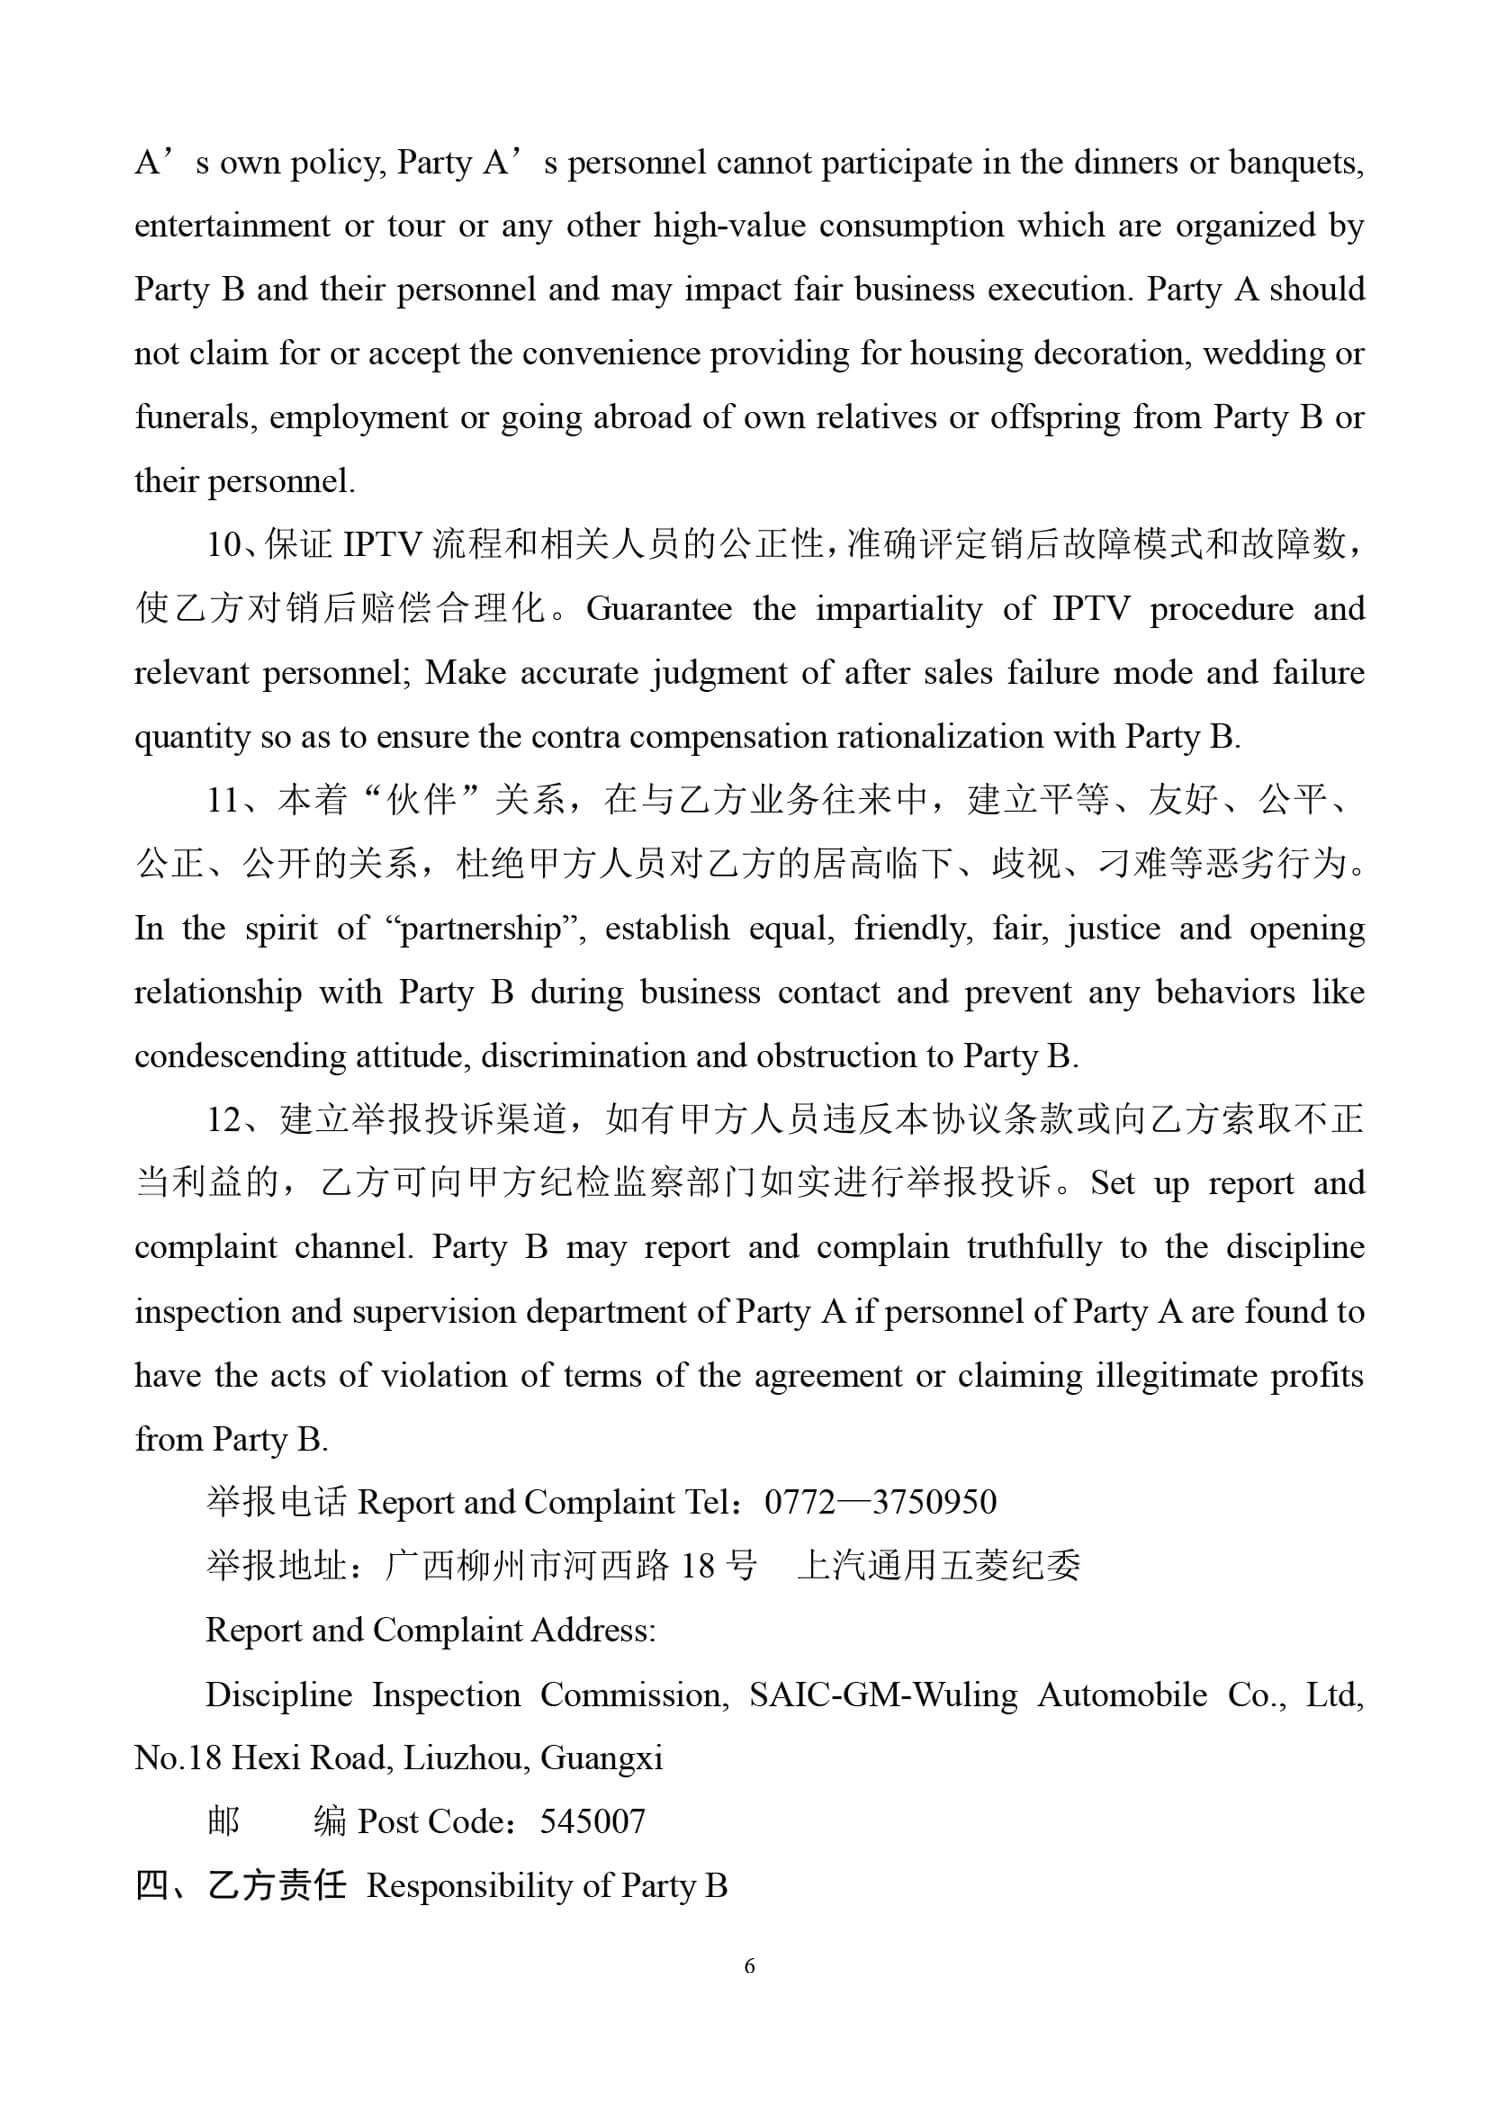 A’s own policy, Party A’s personnel cannot participate in the dinners or banquets,
entertainment or tour or any other high-value consumption which are organized by
Party B and their personnel and may impact fair business execution. Party A should
not claim for or accept the convenience providing for housing decoration, wedding or
funerals, employment or going abroad of own relatives or offspring from Party B or
their personnel.
10、保证 IPTV 流程和相关人员的公正性，准确评定销后故障模式和故障数，
使乙方对销后赔偿合理化。Guarantee the impartiality of IPTV procedure and
relevant personnel; Make accurate judgment of after sales failure mode and failure
quantity so as to ensure the contra compensation rationalization with Party B.
11、本着“伙伴”关系，在与乙方业务往来中，建立平等、友好、公平、
公正、公开的关系，杜绝甲方人员对乙方的居高临下、歧视、刁难等恶劣行为。
In the spirit of “partnership”, establish equal, friendly, fair, justice and opening
relationship with Party B during business contact and prevent any behaviors like
condescending attitude, discrimination and obstruction to Party B.
12、建立举报投诉渠道，如有甲方人员违反本协议条款或向乙方索取不正
当利益的，乙方可向甲方纪检监察部门如实进行举报投诉。Set up report and
complaint channel. Party B may report and complain truthfully to the discipline
inspection and supervision department of Party A if personnel of Party A are found to
have the acts of violation of terms of the agreement or claiming illegitimate profits
from Party B.
举报电话 Report and Complaint Tel：0772—3750950
举报地址：广西柳州市河西路 18 号　上汽通用五菱纪委
Report and Complaint Address:
Discipline Inspection Commission, SAIC-GM-Wuling Automobile Co., Ltd,
No.18 Hexi Road, Liuzhou, Guangxi
邮　　编 Post Code：545007
四、乙方责任 Responsibility of Party B
6